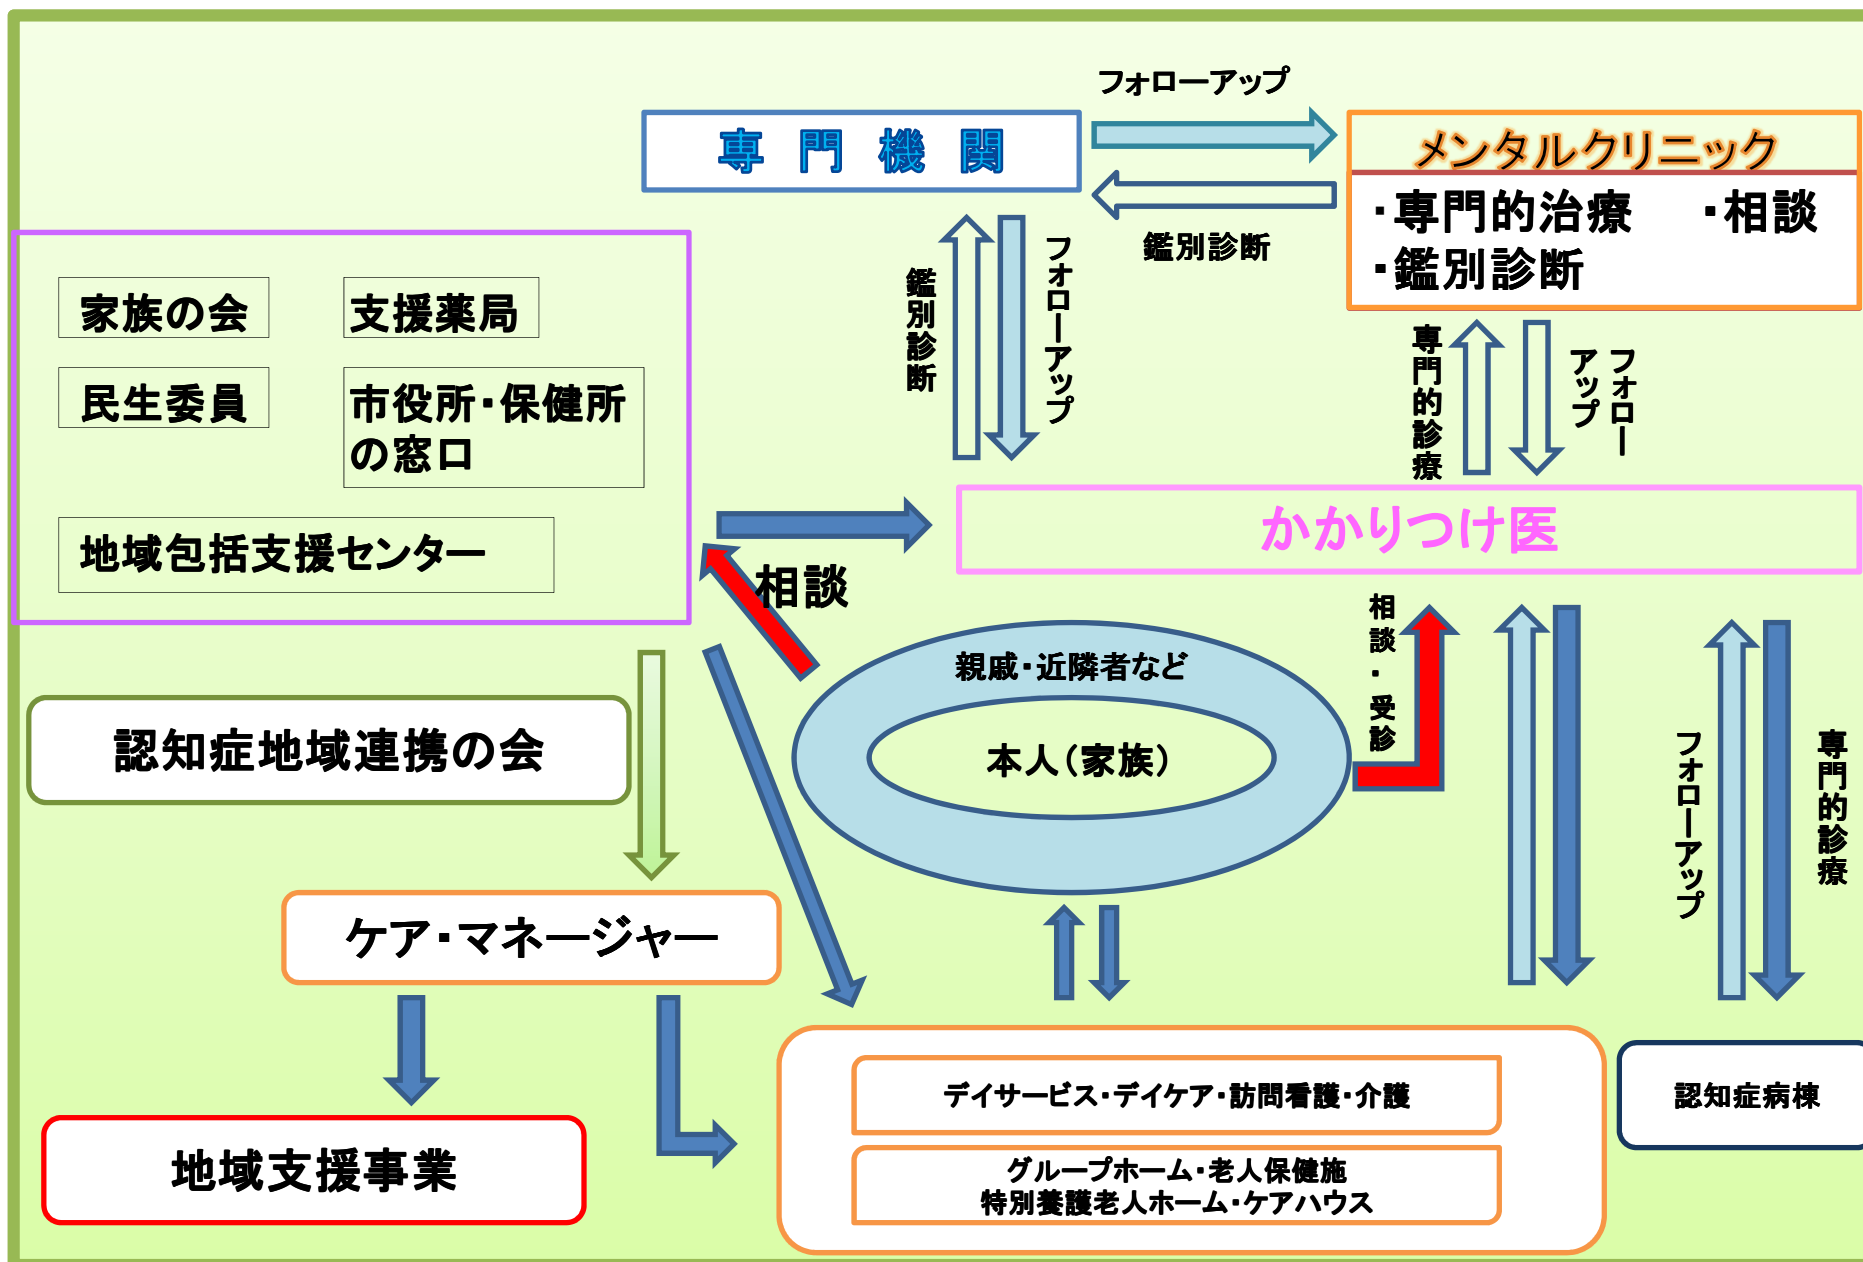 フォローアップ
専門機関
メンタルクリニック
・専門的治療　・相談
・鑑別診断
鑑別診断
鑑別診断
フォローアップ
専門的診療
フォロー
アップ
家族の会
支援薬局
民生委員
市役所・保健所
の窓口
地域包括支援センター
かかりつけ医
相談
相談・受診
親戚・近隣者など
本人（家族）
認知症地域連携の会
フォローアップ
専門的診療
ケア・マネージャー
デイサービス・デイケア・訪問看護・介護
認知症病棟
地域支援事業
グループホーム・老人保健施
特別養護老人ホーム・ケアハウス